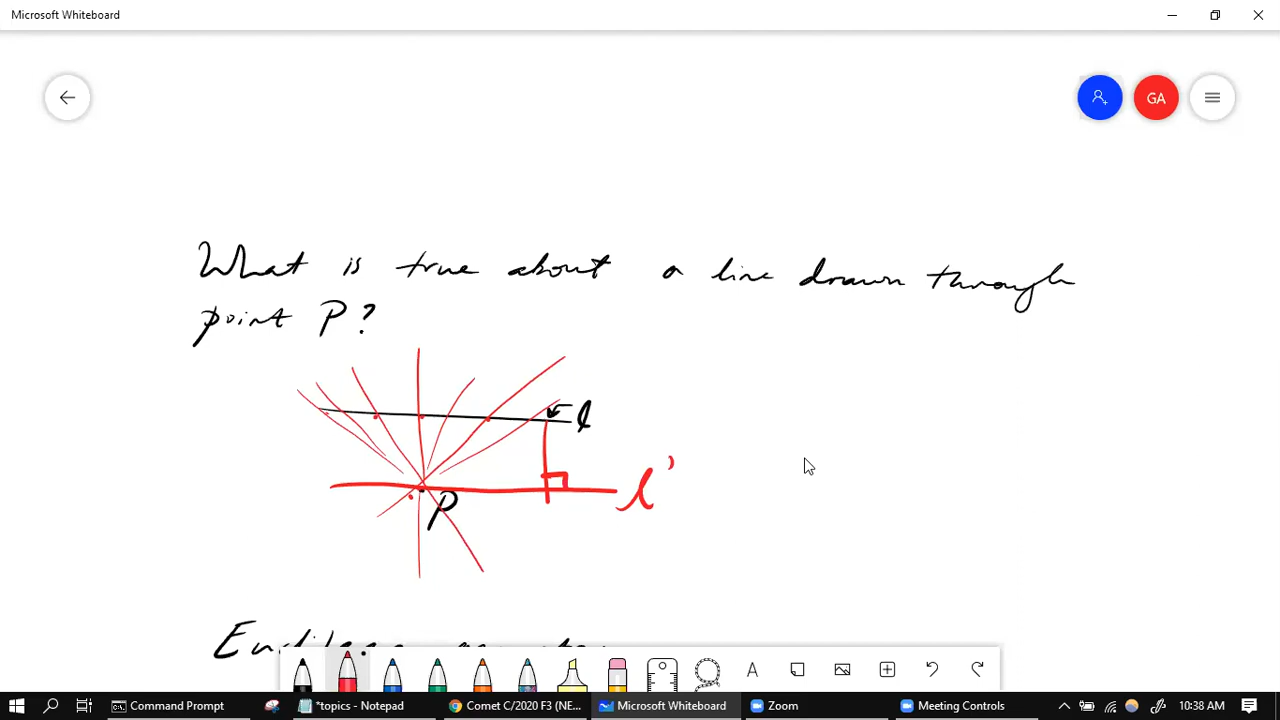 Microsoft Whiteboard
GA
What is true about a line drawn through
point P?
l
l'
P
A
Command Prompt
*topics - Notepad
Comet C/2020 F3 (NE...
Microsoft Whiteboard
Zoom
Meeting Controls
10:38 AM